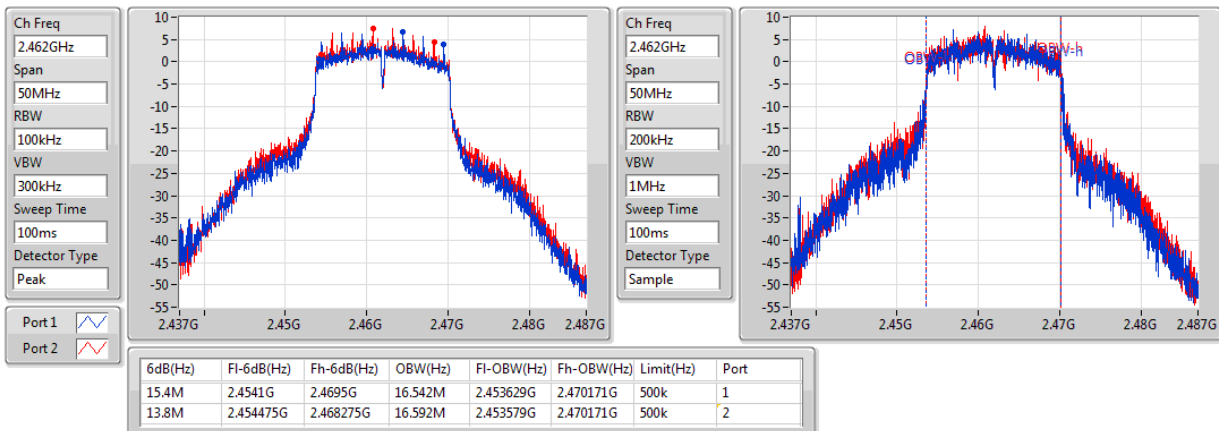 Ch Freq
2.462GHz
Span
50MHz
RBW
100kHz
VBW
300kHz
Sweep Time
100ms
Detector Type
Peak
Port 1
Port 2
10
5
0
-5
-10
-15
-20
-25
-30
-35
-40
-45
-50
-55
2.437G 2.45G 2.46G 2.47G 2.48G 2.487G
Ch Freq
2.462GHz
Span
50MHz
RBW
200kHz
VBW
1MHz
Sweep Time
100ms
Detector Type
Sample
10
5
0
-5
-10
-15
-20
-25
-30
-35
-40
-45
-50
-55
OBW-h
2.437G 2.45G 2.46G 2.47G 2.48G 2.487G
6dB(Hz) Fl-6dB(Hz) Fh-6dB(Hz) OBW(Hz) Fl-OBW(Hz) Fh-OBW(Hz) Limit(Hz) Port
15.4M 2.4541G 2.4695G 16.542M 2.453629G 2.470171G 500k 1
13.8M 2.454475G 2.468275G 16.592M 2.453579G 2.470171G 500k 2